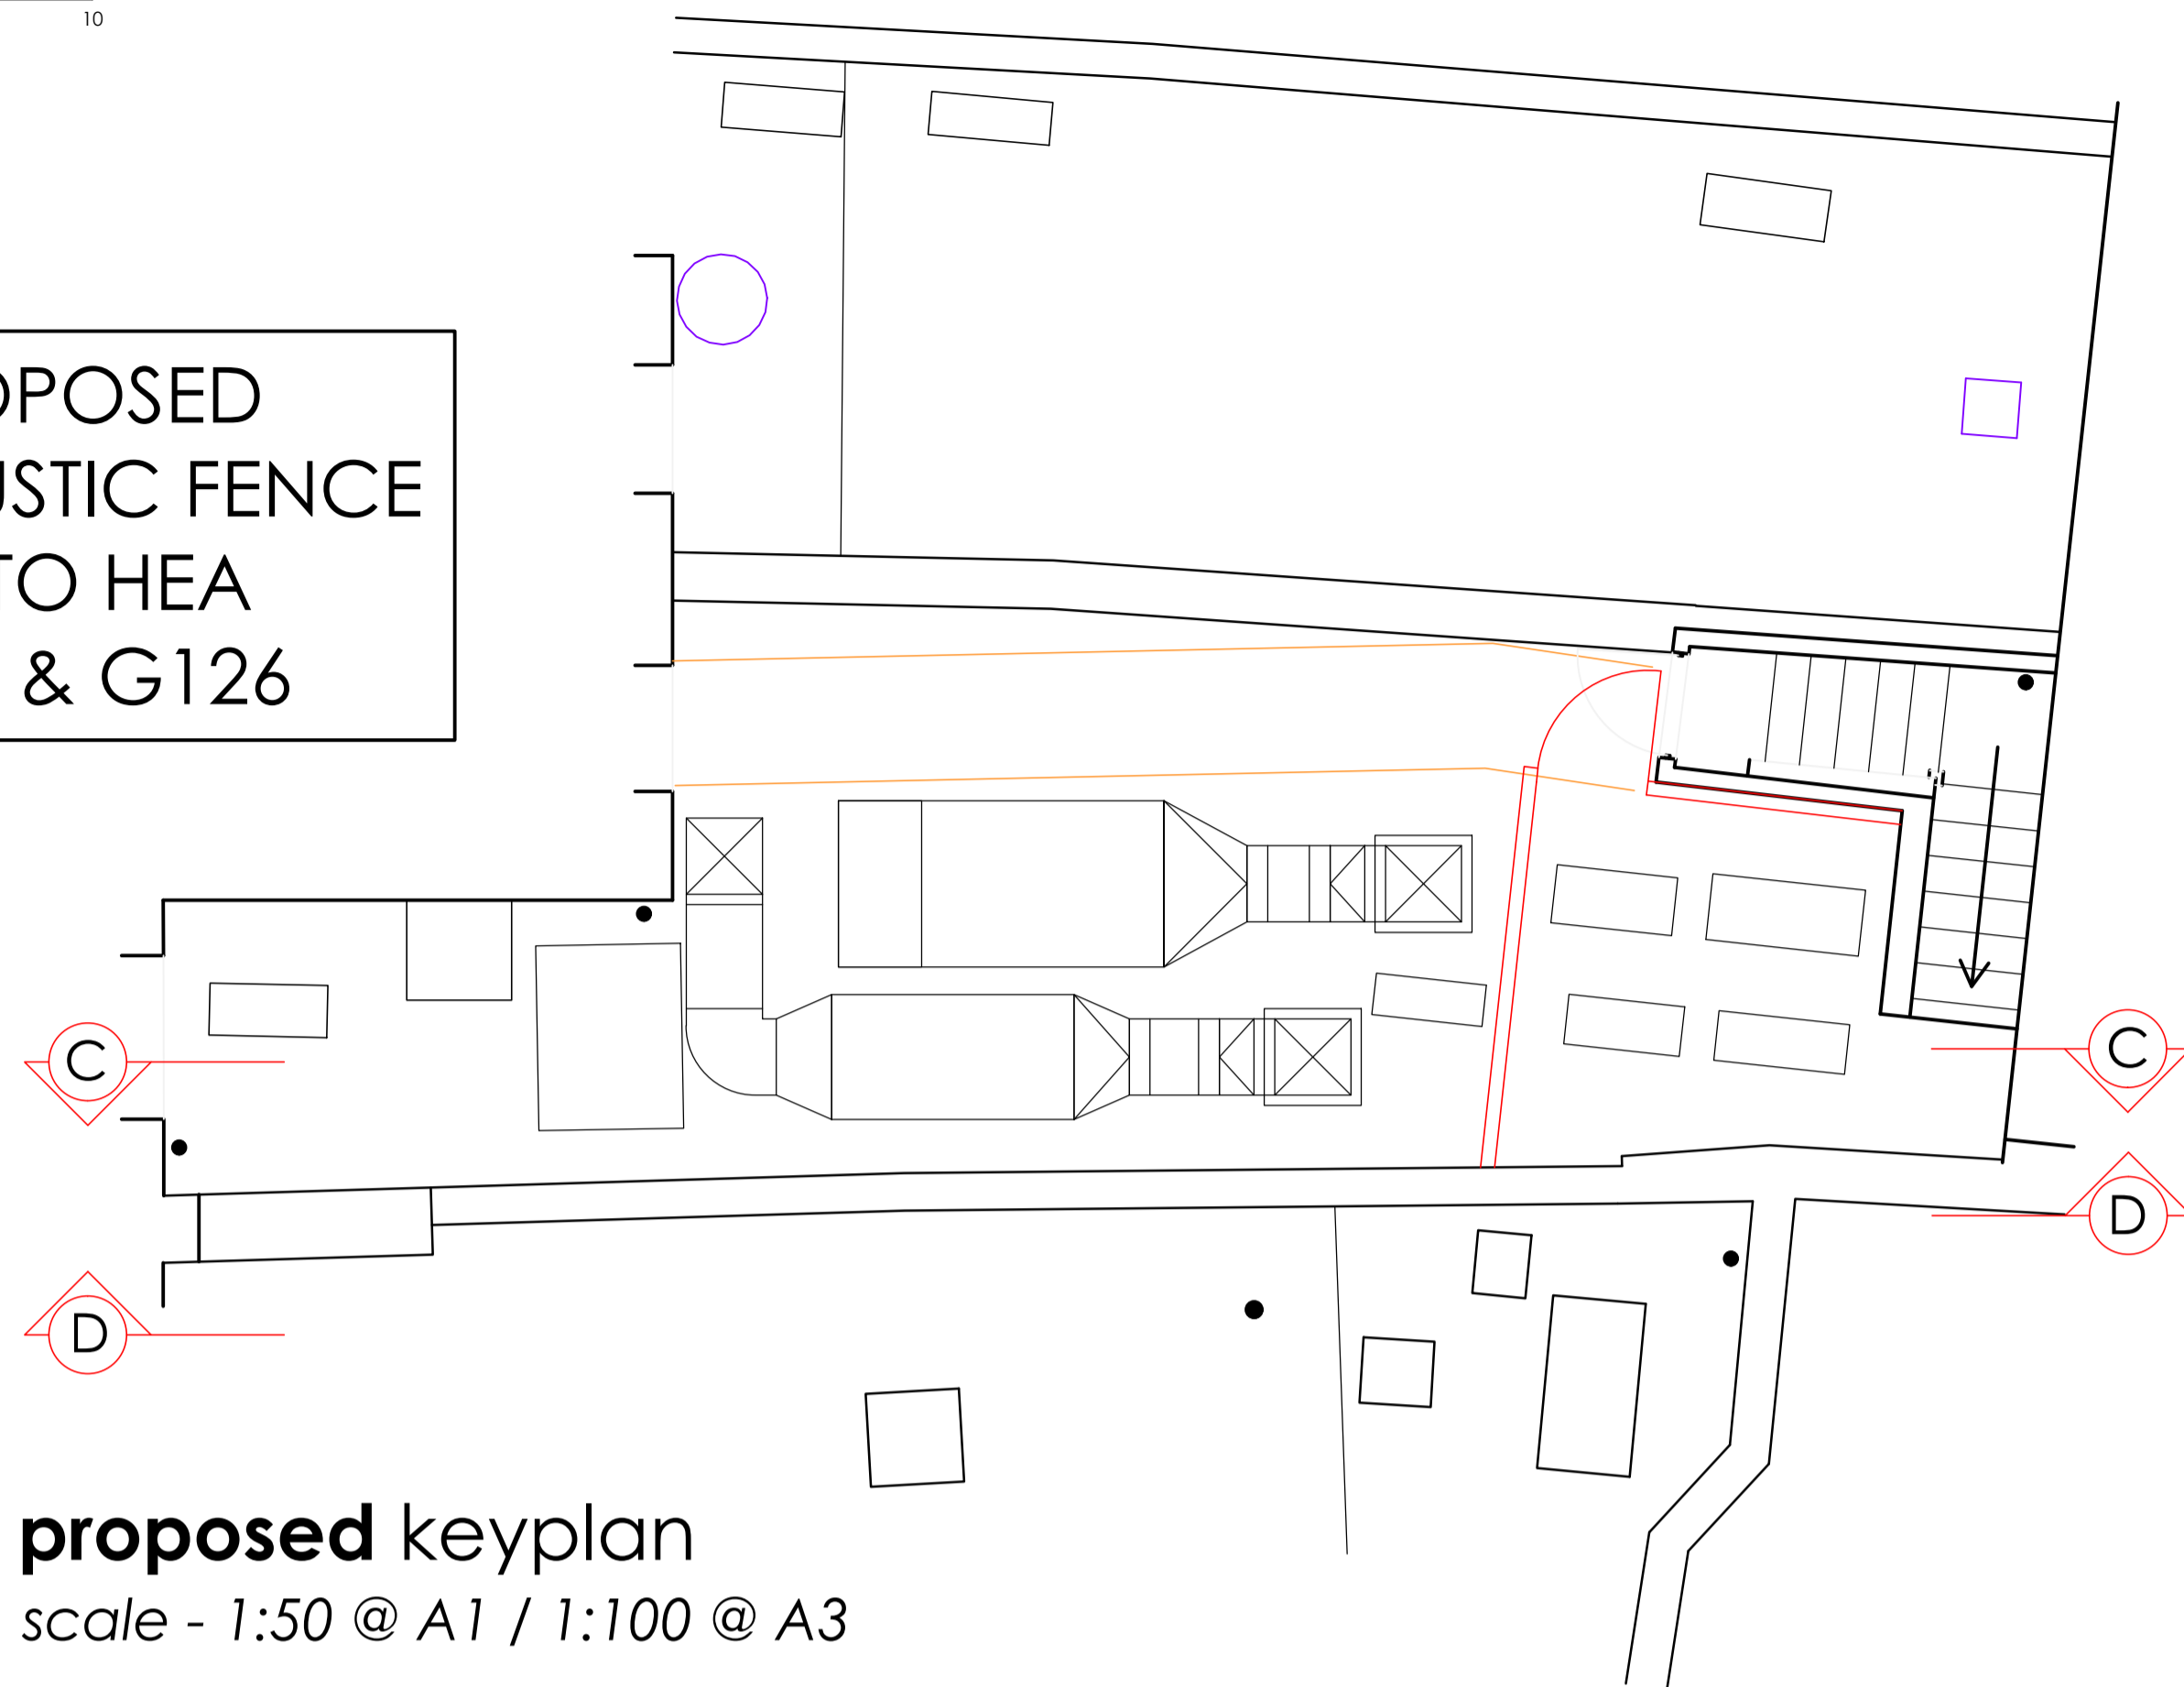 10
OPOSED
USTIC FENCE
TO HEA
& G126
C
C
D
D
proposed keyplan
scale - 1:50 @ A1 / 1:100 @ A3